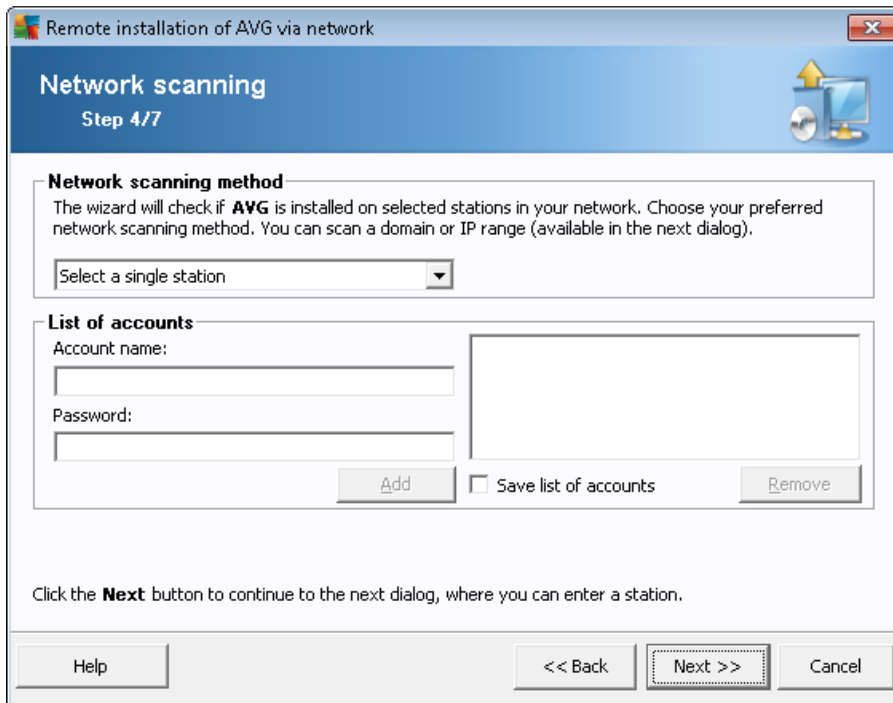 Remote installation of AVG via network
Network scanning
Step 4/7
Network scanning method
The wizard will check if AVG is installed on selected stations in your network. Choose your preferred
network scanning method. You can scan a domain or IP range (available in the next dialog).
Select a single station
List of accounts
Account name:
Password:
Add
Save list of accounts
Remove
Click the Next button to continue to the next dialog, where you can enter a station.
Help
<< Back
Next >>
Cancel